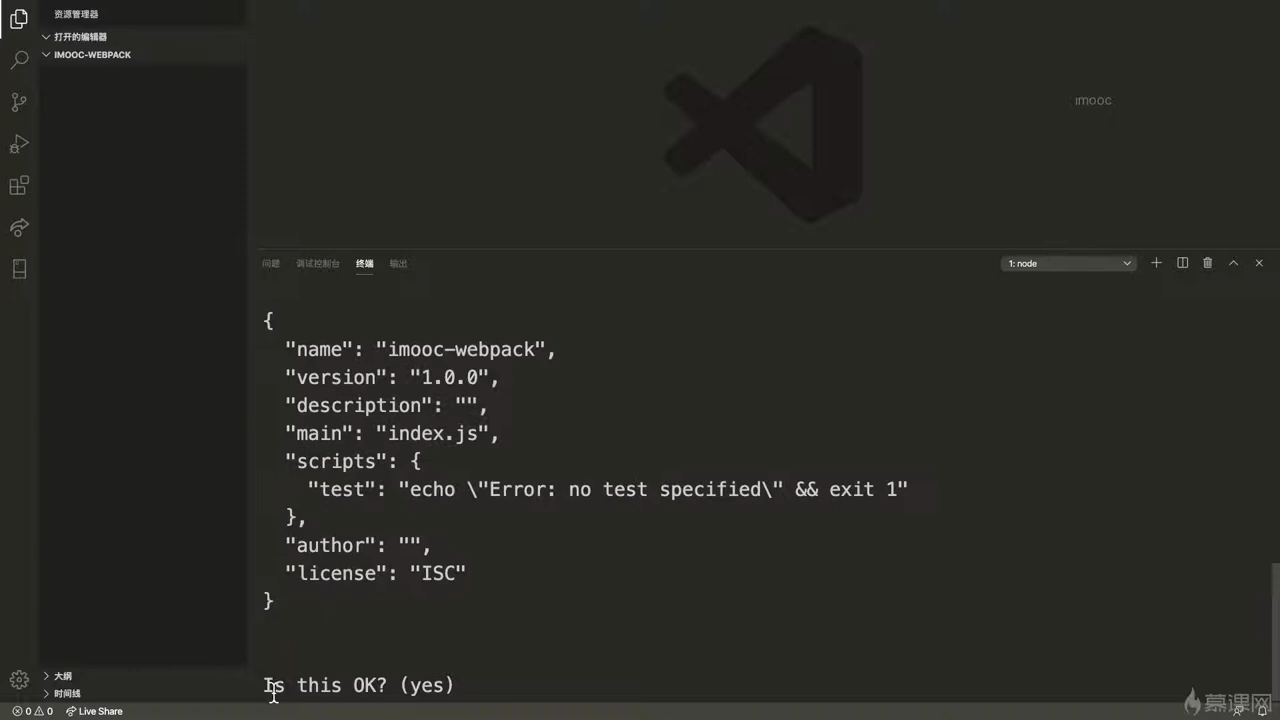 资源管理器
打开的编辑器
IMOOC-WEBPACK
imooc
问题 调试控制台 终端 输出
1: node
{
"name": "imooc-webpack",
"version": "1.0.0",
"description": "",
"main": "index.js",
"scripts": {
"test": "echo \"Error: no test specified\" && exit 1"
},
"author": "",
"license": "ISC"
}
Is this OK? (yes)
大纲
时间线
0 0 Live Share
慕课网